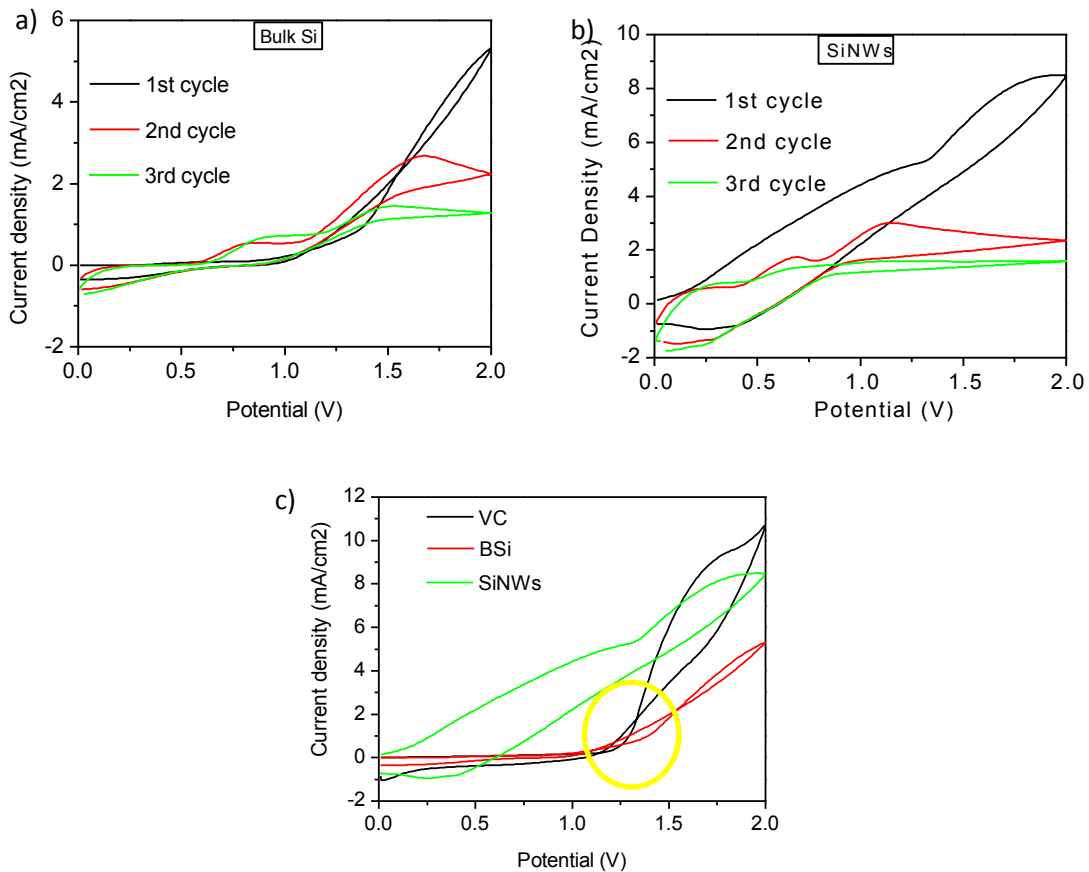 a)
Bulk Si
1st cycle
2nd cycle
3rd cycle
6
4
2
0
-2
0.0
0.5
1.0
1.5
2.0
Current density (mA/cm2)
Potential (V)
b)
SiNWs
1st cycle
2nd cycle
3rd cycle
10
8
6
4
2
0
-2
0.0
0.5
1.0
1.5
2.0
Current Density (mA/cm2)
Potential (V)
c)
VC
BSi
SiNWs
12
10
8
6
4
2
0
-2
0.0
0.5
1.0
1.5
2.0
Current density (mA/cm2)
Potential (V)